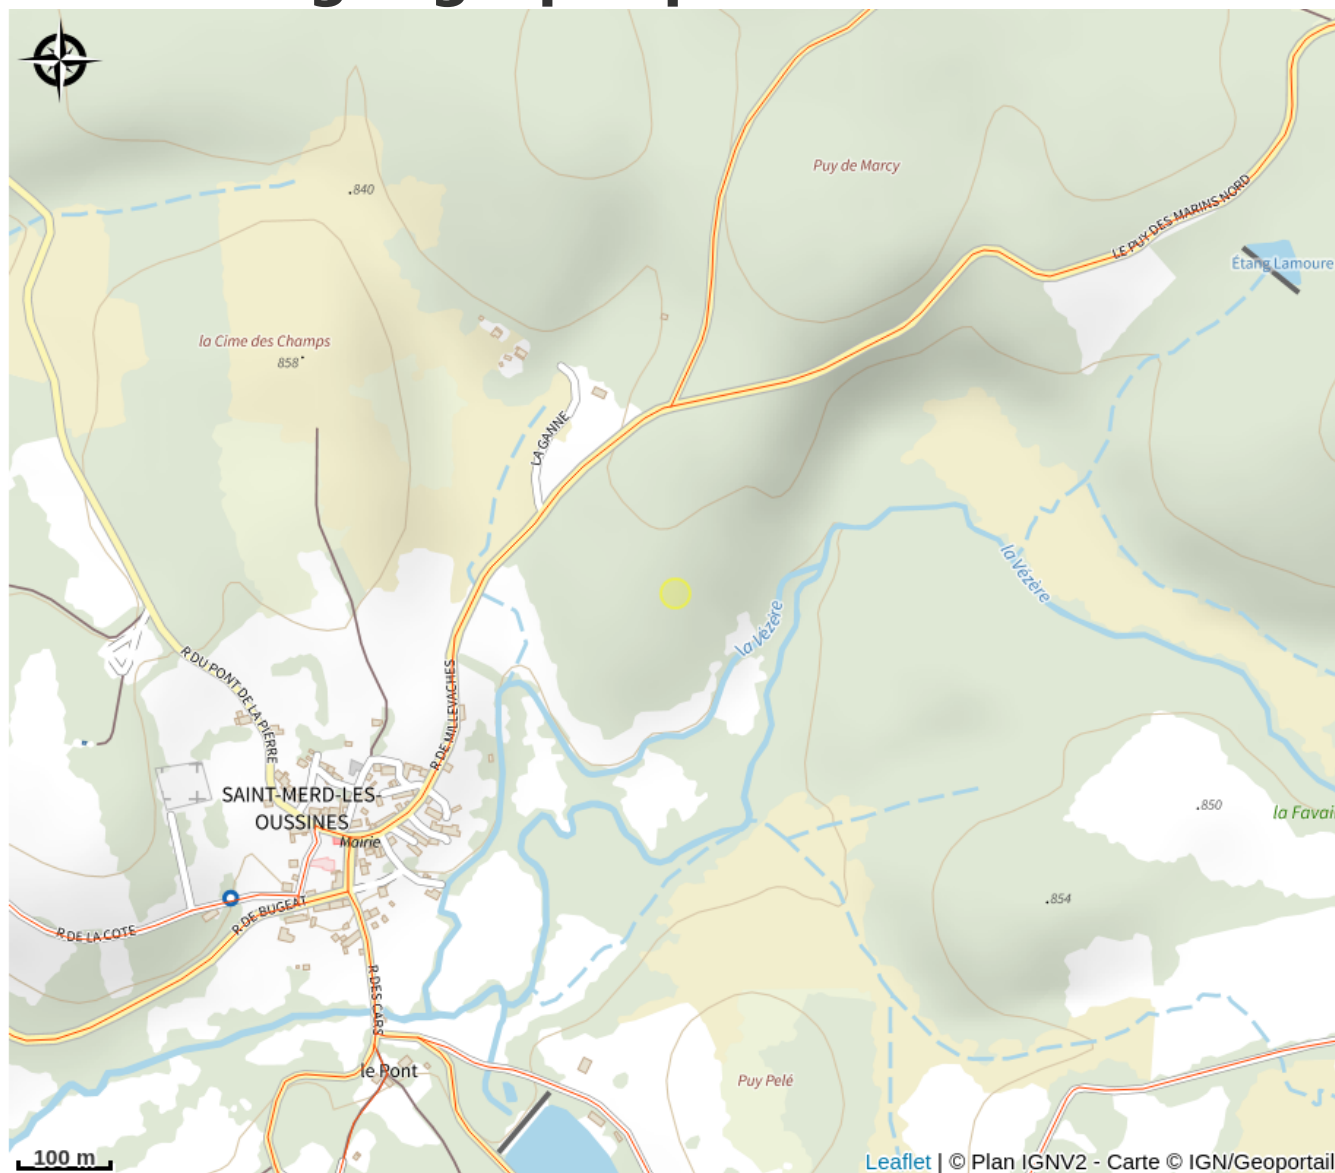 Puy de Marcy
.840
LE PUY DES MARINS NORD
Étang Lamoure
la Cime des Champs
858
LA GANNE
la Vézère
la Vézère
R DU PONT DE LA PIERRE
R DE MILLEVACHES
SAINT-MERD-LES-
OUSSINES
Mairie
.850
la Favai
.854
R DE LA COTE
R DE BUGEAT
R DES CARS
le Pont
Puy Pelé
100 m
Leaflet | © Plan IGNV2 - Carte © IGN/Geoportail